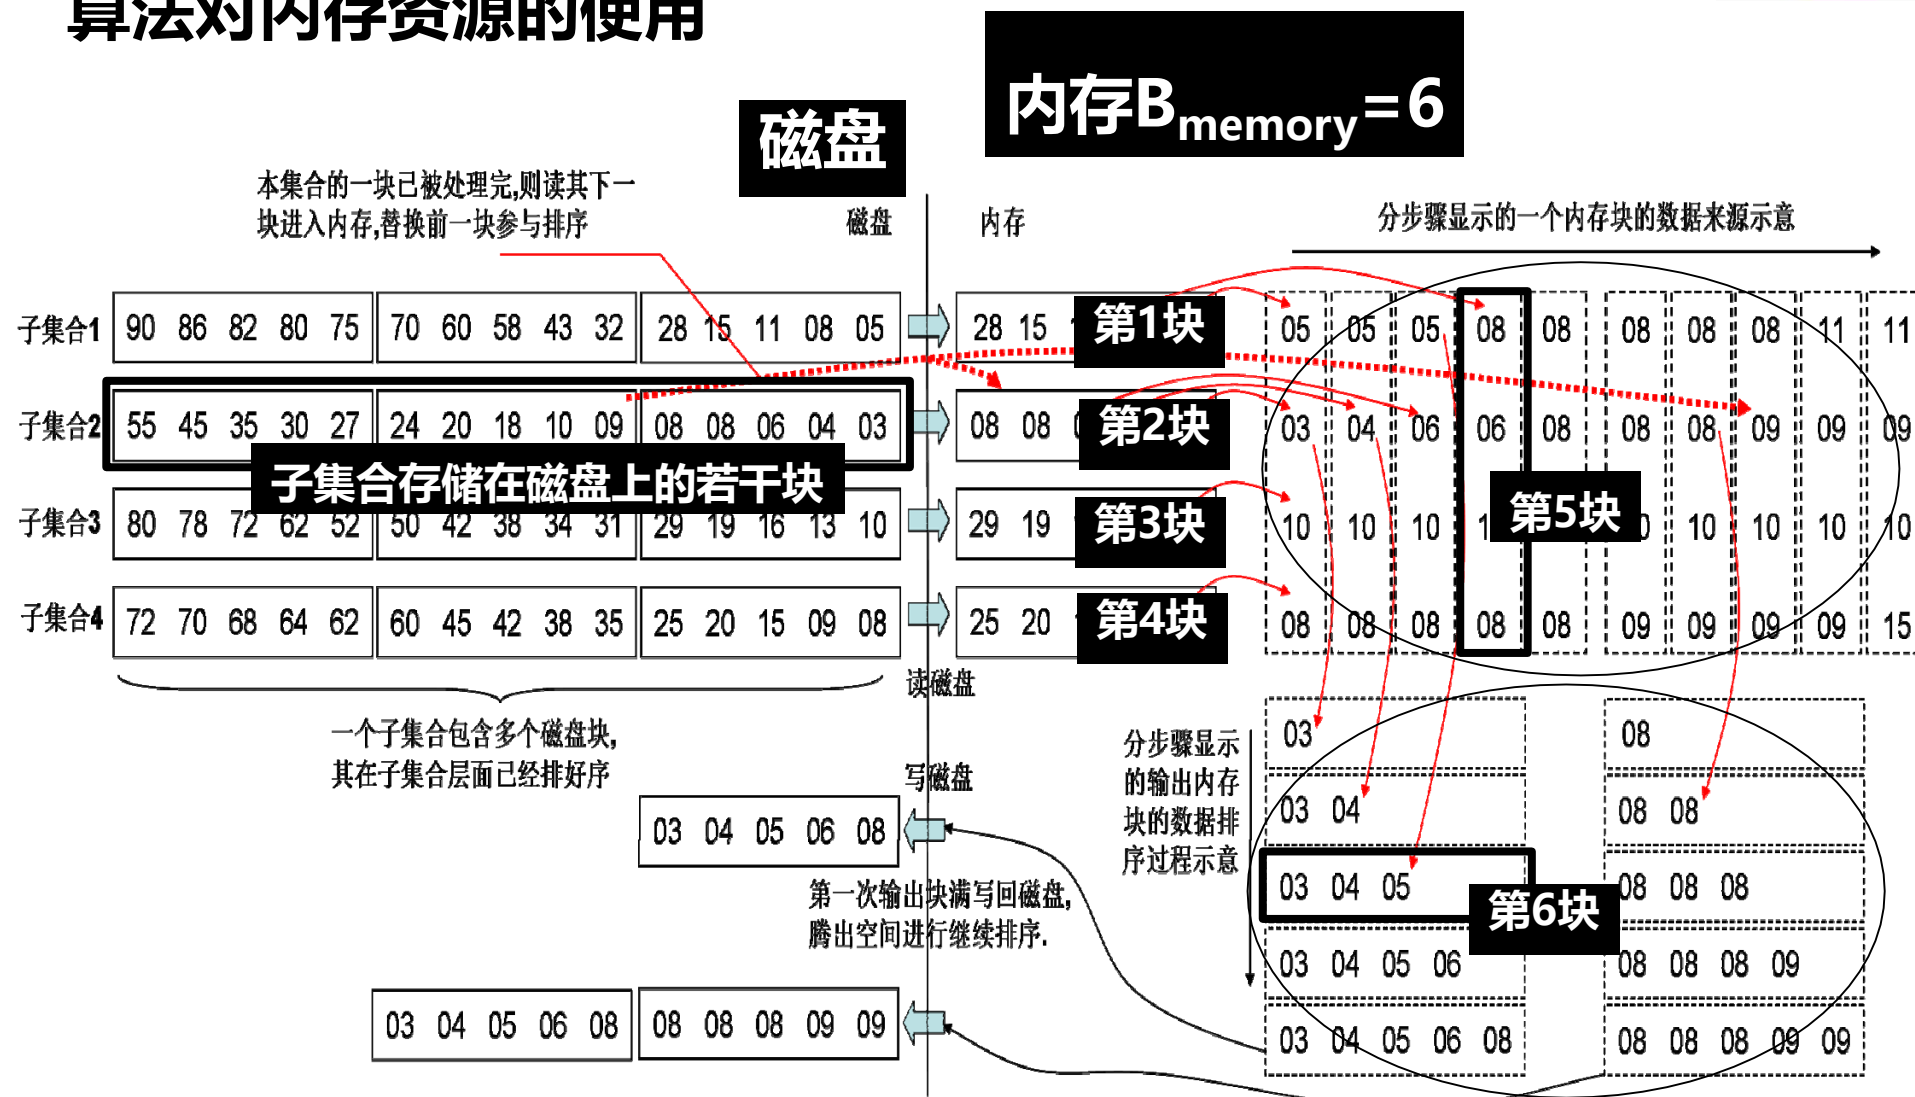 算法对内存资源的使用
内存Bmemory=6
磁盘
本集合的一块已被处理完,则读其下一
块进入内存,替换前一块参与排序
磁盘
内存
分步骤显示的一个内存块的数据来源示意
子集合1 90 86 82 80 75 70 60 58 43 32 28 15 11 08 05 28 15 第1块 05 05 05 08 08 08 08 08 11 11
子集合2 55 45 35 30 27 24 20 18 10 09 08 08 06 04 03 08 08 第2块 03 04 06 06 08 08 08 09 09 09
子集合存储在磁盘上的若干块
子集合3 80 78 72 62 52 50 42 38 34 31 29 19 16 13 10 29 19 第3块 10 10 10 第5块 10 10 10 10
子集合4 72 70 68 64 62 60 45 42 38 35 25 20 15 09 08 25 20 第4块 08 08 08 08 08 09 09 09 09 15
读磁盘
一个子集合包含多个磁盘块,
其在子集合层面已经排好序
写磁盘
03 04 05 06 08
第一次输出块满写回磁盘,
腾出空间进行继续排序.
03 04 05 06 08 08 08 08 09 09
分步骤显示
的输出内存
块的数据排
序过程示意
03
03 04
03 04 05
第6块
03 04 05 06
03 04 05 06 08
08
08 08
08 08 08
08 08 08 09
08 08 08 09 09